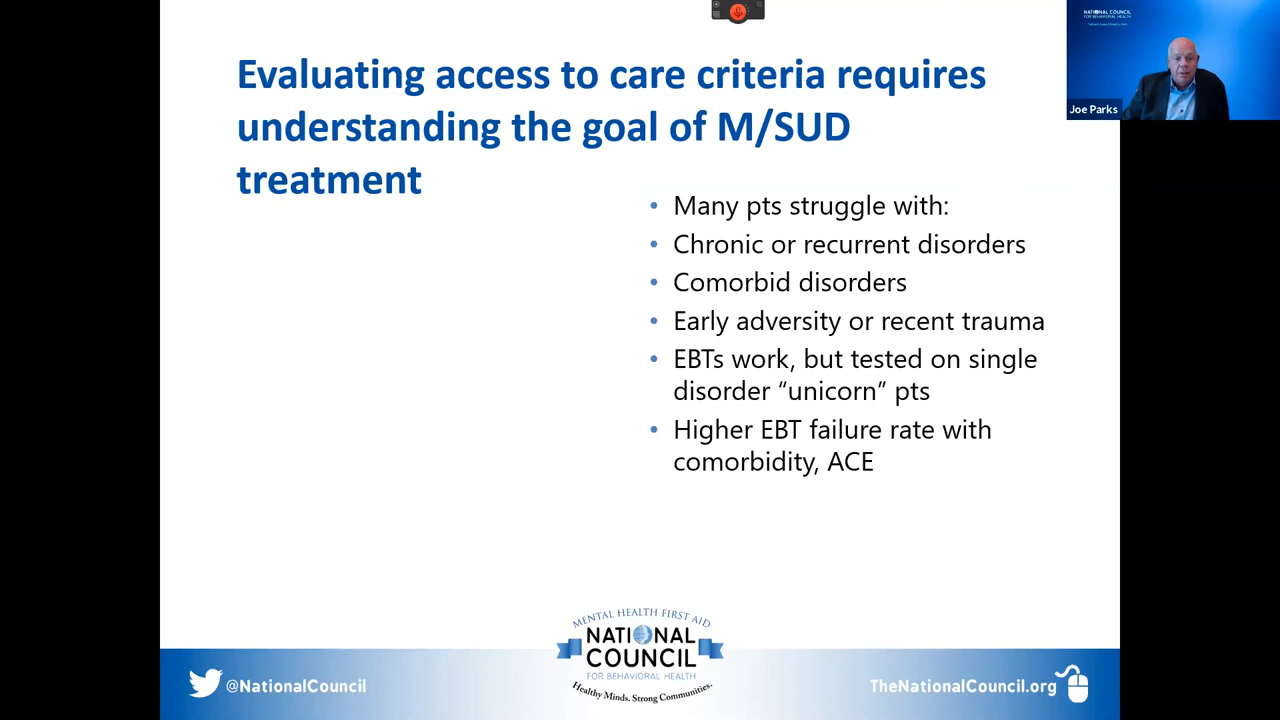 Evaluating access to care criteria requires
understanding the goal of M/SUD
treatment
NATIONAL COUNCIL
FOR BEHAVIORAL HEALTH
Joe Parks
• Many pts struggle with:
• Chronic or recurrent disorders
• Comorbid disorders
• Early adversity or recent trauma
• EBTs work, but tested on single
disorder “unicorn” pts
• Higher EBT failure rate with
comorbidity, ACE
MENTAL HEALTH FIRST AID
NATIONAL
COUNCIL
FOR BEHAVIORAL HEALTH
Healthy Minds. Strong Communities.
@NationalCouncil
TheNationalCouncil.org